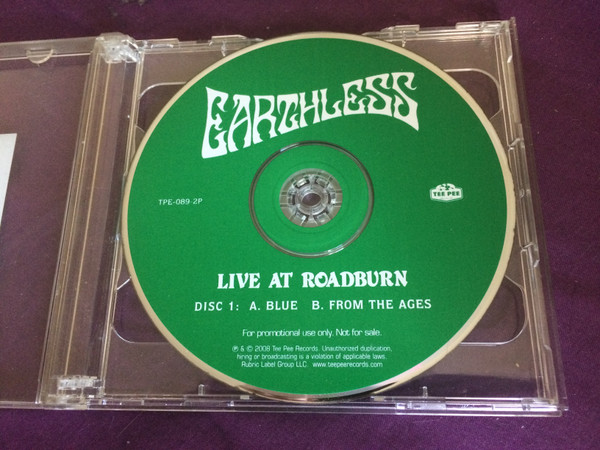 EARTHLESS
TPE-089-2P
TEE PEE
LIVE AT ROADBURN
DISC 1: A. BLUE B. FROM THE AGES
For promotional use only. Not for sale.
℗ & © 2008 Tee Pee Records. Unauthorized duplication,
hiring or broadcasting is a violation of applicable laws.
Rubric Label Group LLC. www.teepeerecords.com